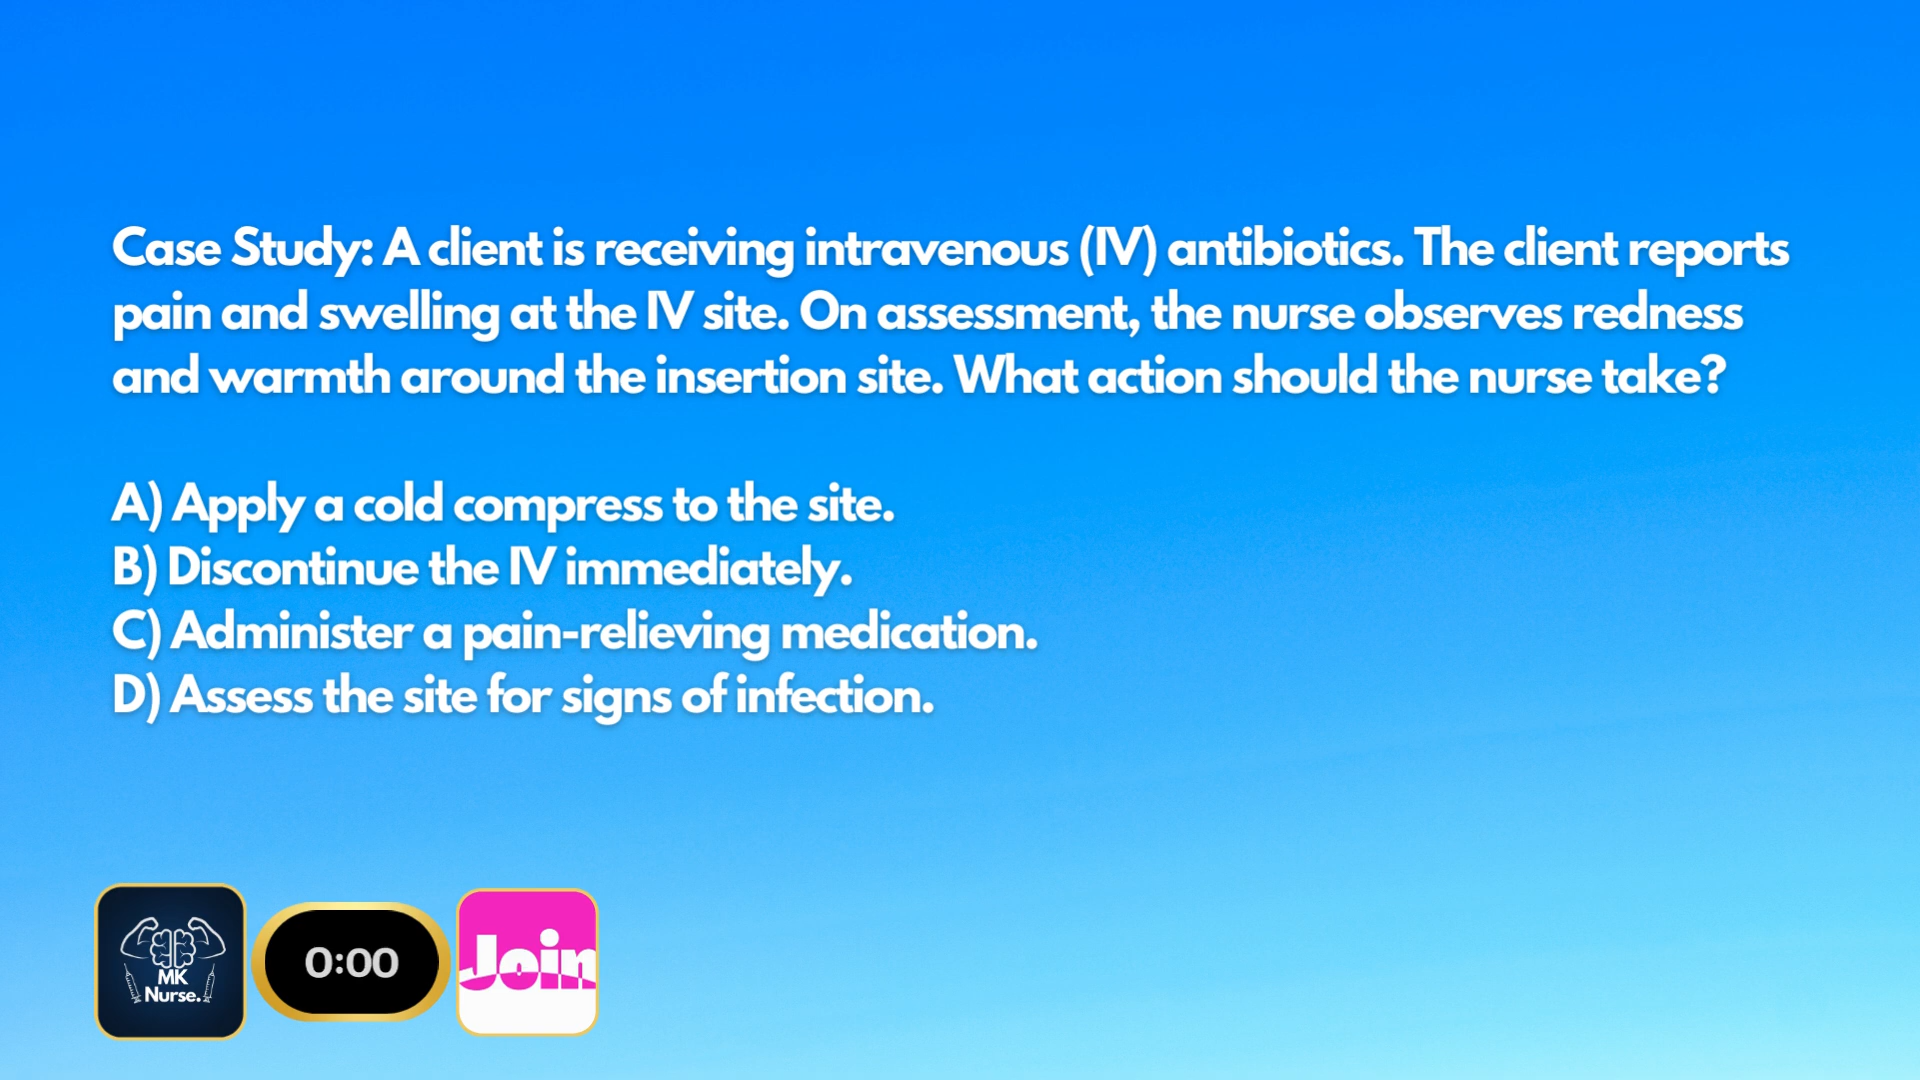 Case Study: A client is receiving intravenous (IV) antibiotics. The client reports
pain and swelling at the IV site. On assessment, the nurse observes redness
and warmth around the insertion site. What action should the nurse take?
A) Apply a cold compress to the site.
B) Discontinue the IV immediately.
C) Administer a pain-relieving medication.
D) Assess the site for signs of infection.
MK
Nurse.
0:00
Join